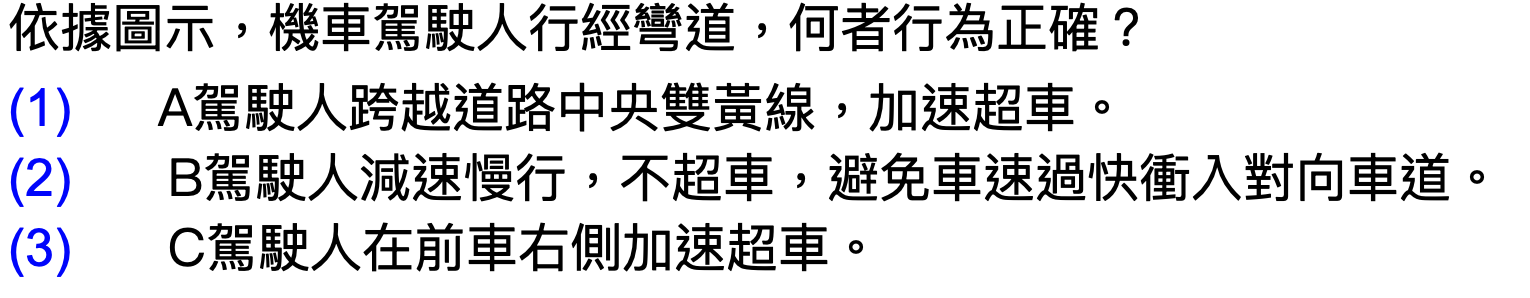 依據圖示，機車駕駛人行經彎道，何者行為正確？
(1) A駕駛人跨越道路中央雙黃線，加速超車。
(2) B駕駛人減速慢行，不超車，避免車速過快衝入對向車道。
(3) C駕駛人在前車右側加速超車。